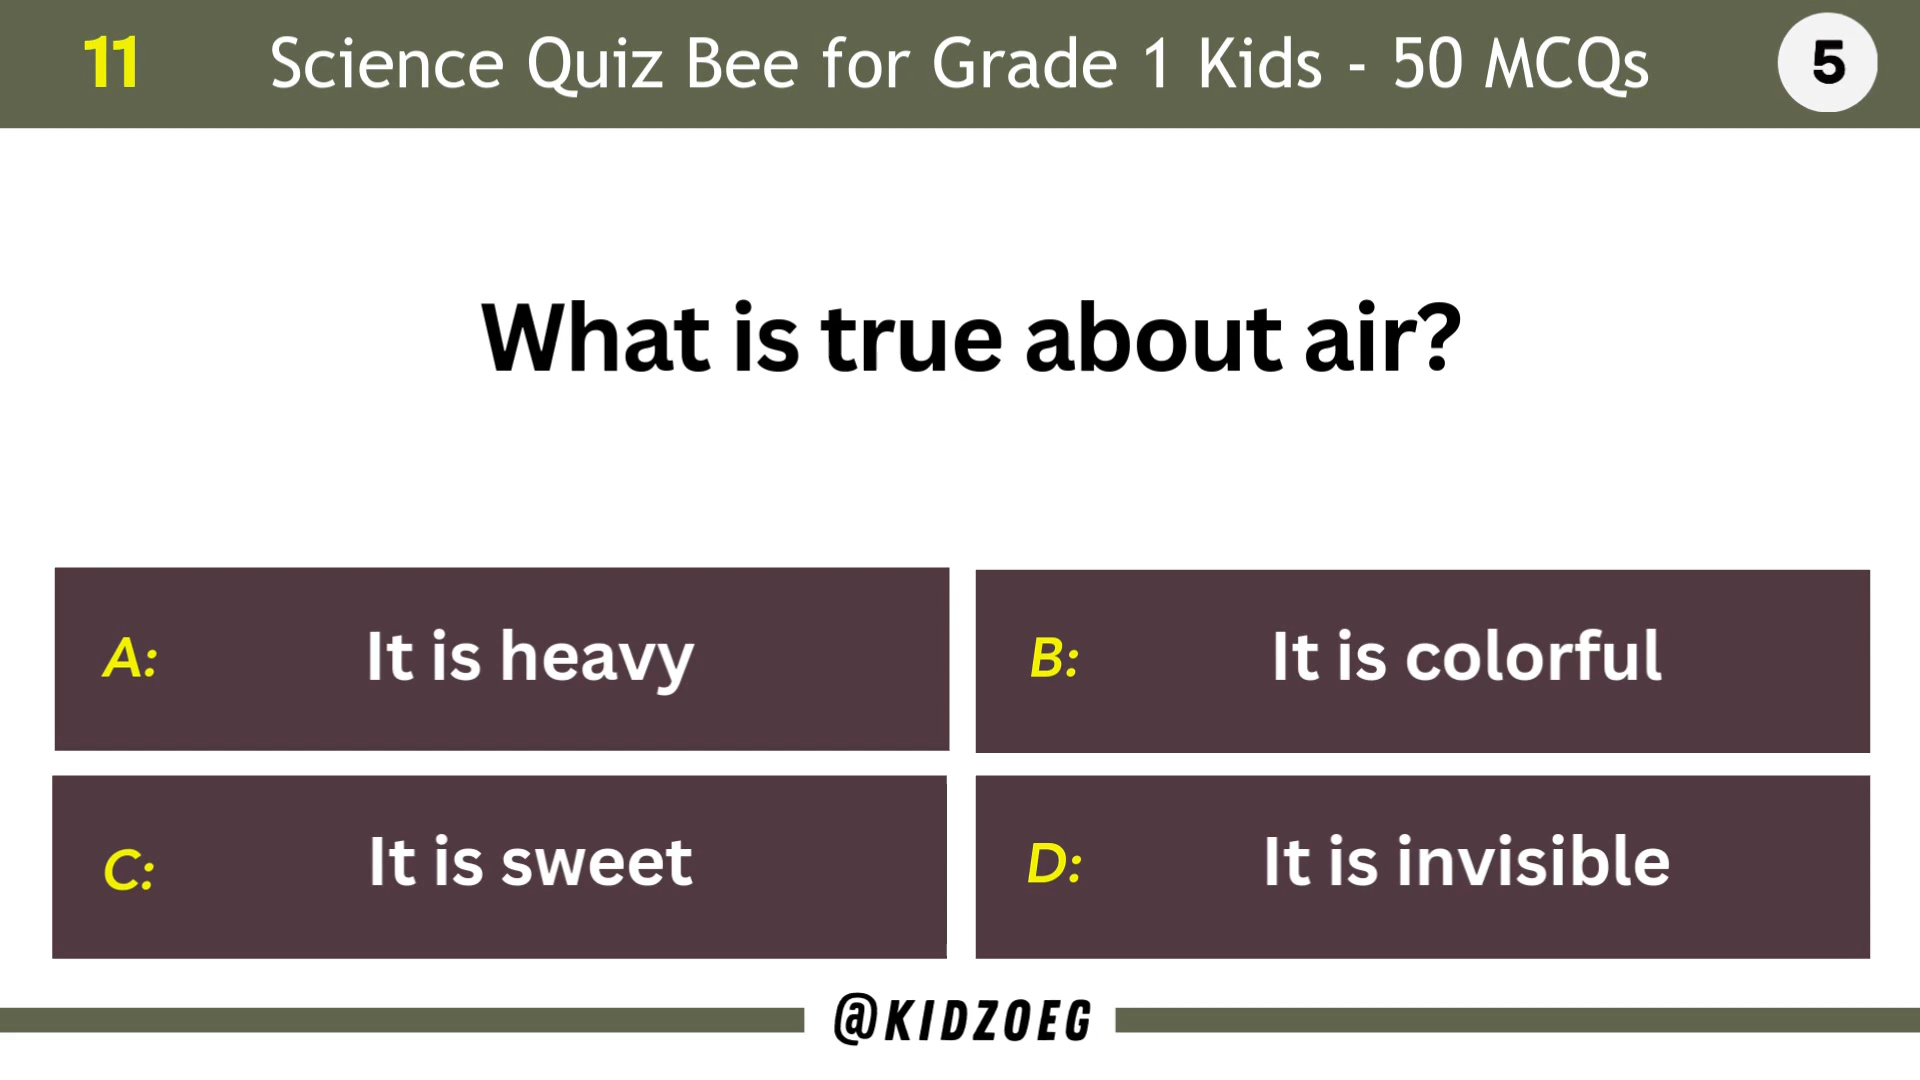 11
Science Quiz Bee for Grade 1 Kids - 50 MCQs
5
What is true about air?
A: It is heavy
B: It is colorful
C: It is sweet
D: It is invisible
@KIDZOEG